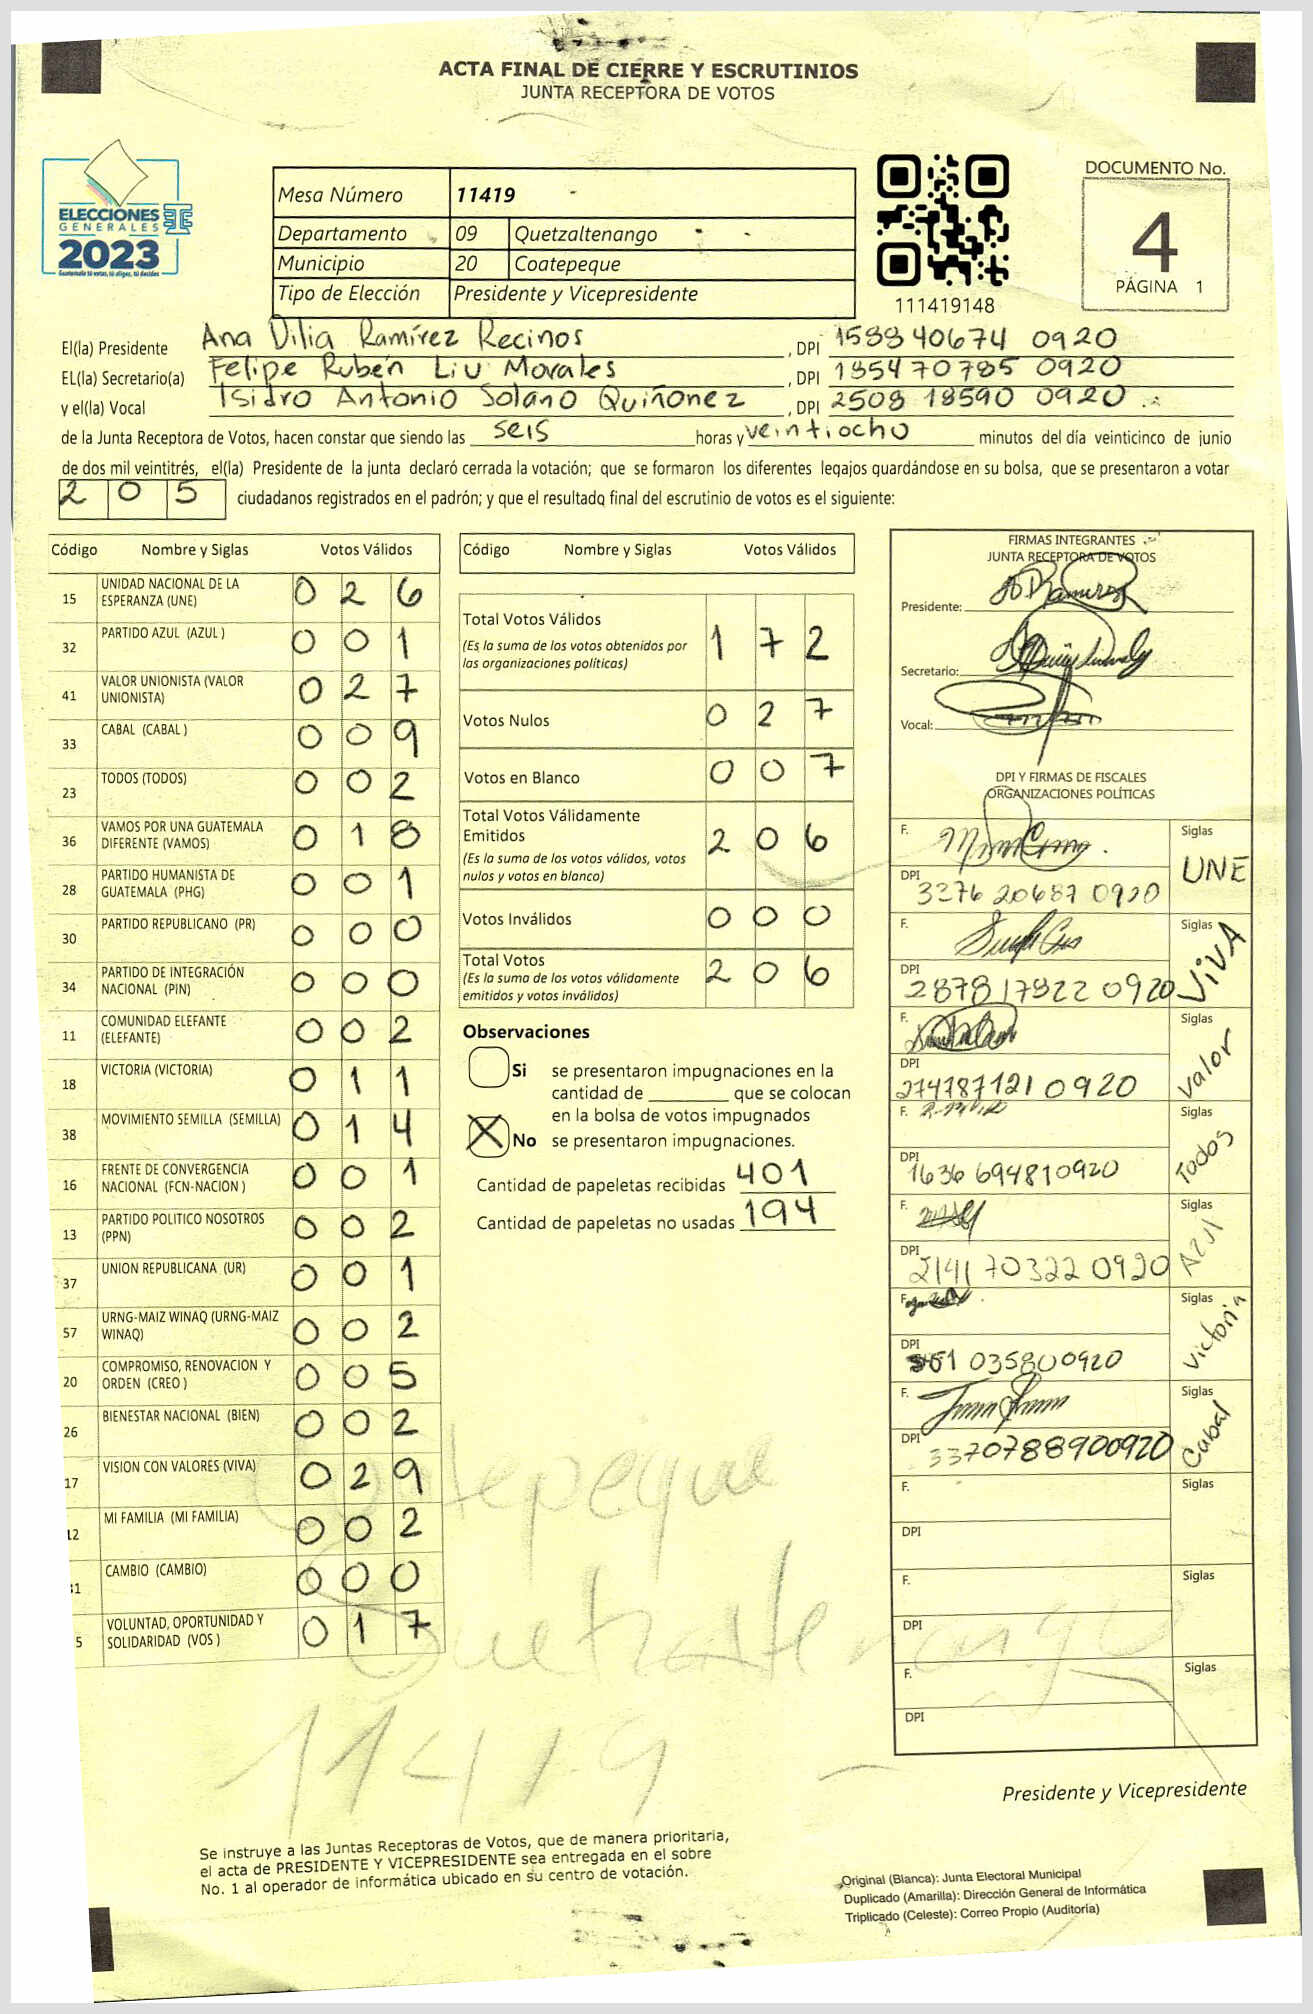 ACTA FINAL DE CIERRE Y ESCRUTINIOS
JUNTA RECEPTORA DE VOTOS
ELECCIONES
GENERALES
2023
Guatemala tú votas, tú eliges, tú decides
Mesa Número 11419
Departamento 09 Quetzaltenango
Municipio 20 Coatepeque
Tipo de Elección Presidente y Vicepresidente
111419148
DOCUMENTO No.
4
PÁGINA 1
El(la) Presidente Ana Dilia Ramírez Recinos , DPI 158840674 0920
EL(la) Secretario(a) Felipe Rubén Liu Morales , DPI 185470785 0920
y el(la) Vocal Isidro Antonio Solano Quiñonez , DPI 2508 18590 0920
de la Junta Receptora de Votos, hacen constar que siendo las seis horas y veintiocho minutos del día veinticinco de junio
de dos mil veintitrés, el(la) Presidente de la junta declaró cerrada la votación; que se formaron los diferentes legajos guardándose en su bolsa, que se presentaron a votar
2 0 5 ciudadanos registrados en el padrón; y que el resultado final del escrutinio de votos es el siguiente:
Código Nombre y Siglas Votos Válidos
15 UNIDAD NACIONAL DE LA ESPERANZA (UNE) 0 2 6
32 PARTIDO AZUL (AZUL ) 0 0 1
41 VALOR UNIONISTA (VALOR UNIONISTA) 0 2 7
33 CABAL (CABAL ) 0 0 9
23 TODOS (TODOS) 0 0 2
36 VAMOS POR UNA GUATEMALA DIFERENTE (VAMOS) 0 1 8
28 PARTIDO HUMANISTA DE GUATEMALA (PHG) 0 0 1
30 PARTIDO REPUBLICANO (PR) 0 0 0
34 PARTIDO DE INTEGRACIÓN NACIONAL (PIN) 0 0 0
11 COMUNIDAD ELEFANTE (ELEFANTE) 0 0 2
18 VICTORIA (VICTORIA) 0 1 1
38 MOVIMIENTO SEMILLA (SEMILLA) 0 1 4
16 FRENTE DE CONVERGENCIA NACIONAL (FCN-NACION ) 0 0 1
13 PARTIDO POLITICO NOSOTROS (PPN) 0 0 2
37 UNION REPUBLICANA (UR) 0 0 1
57 URNG-MAIZ WINAQ (URNG-MAIZ WINAQ) 0 0 2
20 COMPROMISO, RENOVACION Y ORDEN (CREO ) 0 0 5
26 BIENESTAR NACIONAL (BIEN) 0 0 2
17 VISION CON VALORES (VIVA) 0 2 9
12 MI FAMILIA (MI FAMILIA) 0 0 2
1 CAMBIO (CAMBIO) 0 0 0
5 VOLUNTAD, OPORTUNIDAD Y SOLIDARIDAD (VOS ) 0 1 7
Código Nombre y Siglas Votos Válidos
Total Votos Válidos 1 7 2
(Es la suma de los votos obtenidos por
las organizaciones políticas)
Votos Nulos 0 2 7
Votos en Blanco 0 0 7
Total Votos Válidamente
Emitidos 2 0 6
(Es la suma de los votos válidos, votos
nulos y votos en blanco)
Votos Inválidos 0 0 0
Total Votos 2 0 6
(Es la suma de los votos válidamente
emitidos y votos inválidos)
Observaciones
Si se presentaron impugnaciones en la
cantidad de ________ que se colocan
en la bolsa de votos impugnados
X No se presentaron impugnaciones.
Cantidad de papeletas recibidas 401
Cantidad de papeletas no usadas 194
FIRMAS INTEGRANTES
JUNTA RECEPTORA DE VOTOS
Presidente:
Secretario:
Vocal:
DPI Y FIRMAS DE FISCALES
ORGANIZACIONES POLÍTICAS
F. Siglas
DPI 3276 20687 0920 UNE
F. Siglas
DPI 287817922 0920 ViVA
F. Siglas
DPI 274787121 0920 Valor
F. Siglas
DPI 1636 69481 0920 Todos
F. Siglas
DPI 2141 70322 0920 Azul
F. Siglas
DPI 035800920 Victoria
F. Siglas
DPI 3370788900920 Cabal
F. Siglas
DPI
F. Siglas
DPI
F. Siglas
DPI
Coatepeque
Quetzaltenango
11419
Presidente y Vicepresidente
Se instruye a las Juntas Receptoras de Votos, que de manera prioritaria,
el acta de PRESIDENTE Y VICEPRESIDENTE sea entregada en el sobre
No. 1 al operador de informática ubicado en su centro de votación.
Original (Blanca): Junta Electoral Municipal
Duplicado (Amarilla): Dirección General de Informática
Triplicado (Celeste): Correo Propio (Auditoría)